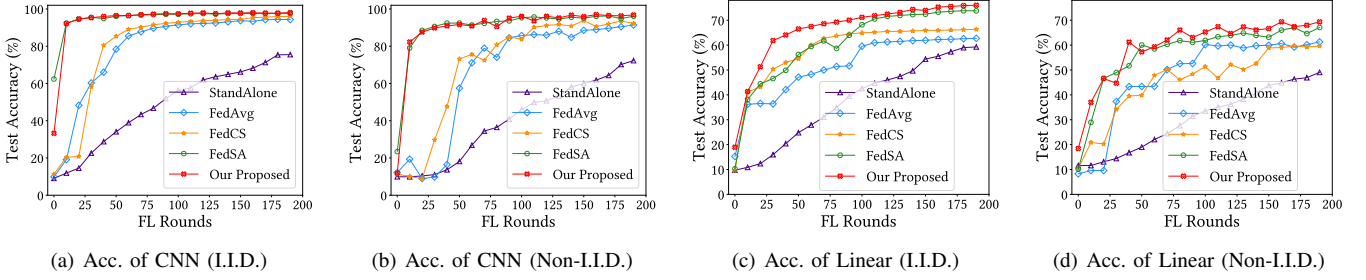 Test Accuracy (%)
100
80
60
40
20
0
0 25 50 75 100 125 150 175 200
FL Rounds
StandAlone
FedAvg
FedCS
FedSA
Our Proposed
(a) Acc. of CNN (I.I.D.)
Test Accuracy (%)
100
80
60
40
20
0
0 25 50 75 100 125 150 175 200
FL Rounds
StandAlone
FedAvg
FedCS
FedSA
Our Proposed
(b) Acc. of CNN (Non-I.I.D.)
Test Accuracy (%)
70
60
50
40
30
20
10
0
0 25 50 75 100 125 150 175 200
FL Rounds
StandAlone
FedAvg
FedCS
FedSA
Our Proposed
(c) Acc. of Linear (I.I.D.)
Test Accuracy (%)
70
60
50
40
30
20
10
0
0 25 50 75 100 125 150 175 200
FL Rounds
StandAlone
FedAvg
FedCS
FedSA
Our Proposed
(d) Acc. of Linear (Non-I.I.D.)